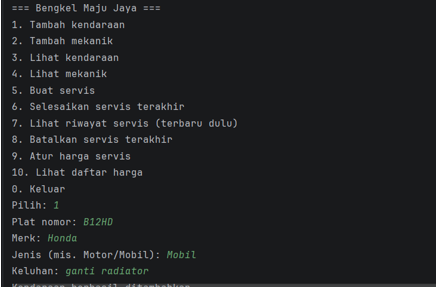 === Bengkel Maju Jaya ===
1. Tambah kendaraan
2. Tambah mekanik
3. Lihat kendaraan
4. Lihat mekanik
5. Buat servis
6. Selesaikan servis terakhir
7. Lihat riwayat servis (terbaru dulu)
8. Batalkan servis terakhir
9. Atur harga servis
10. Lihat daftar harga
0. Keluar
Pilih: 1
Plat nomor: B12HD
Merk: Honda
Jenis (mis. Motor/Mobil): Mobil
Keluhan: ganti radiator